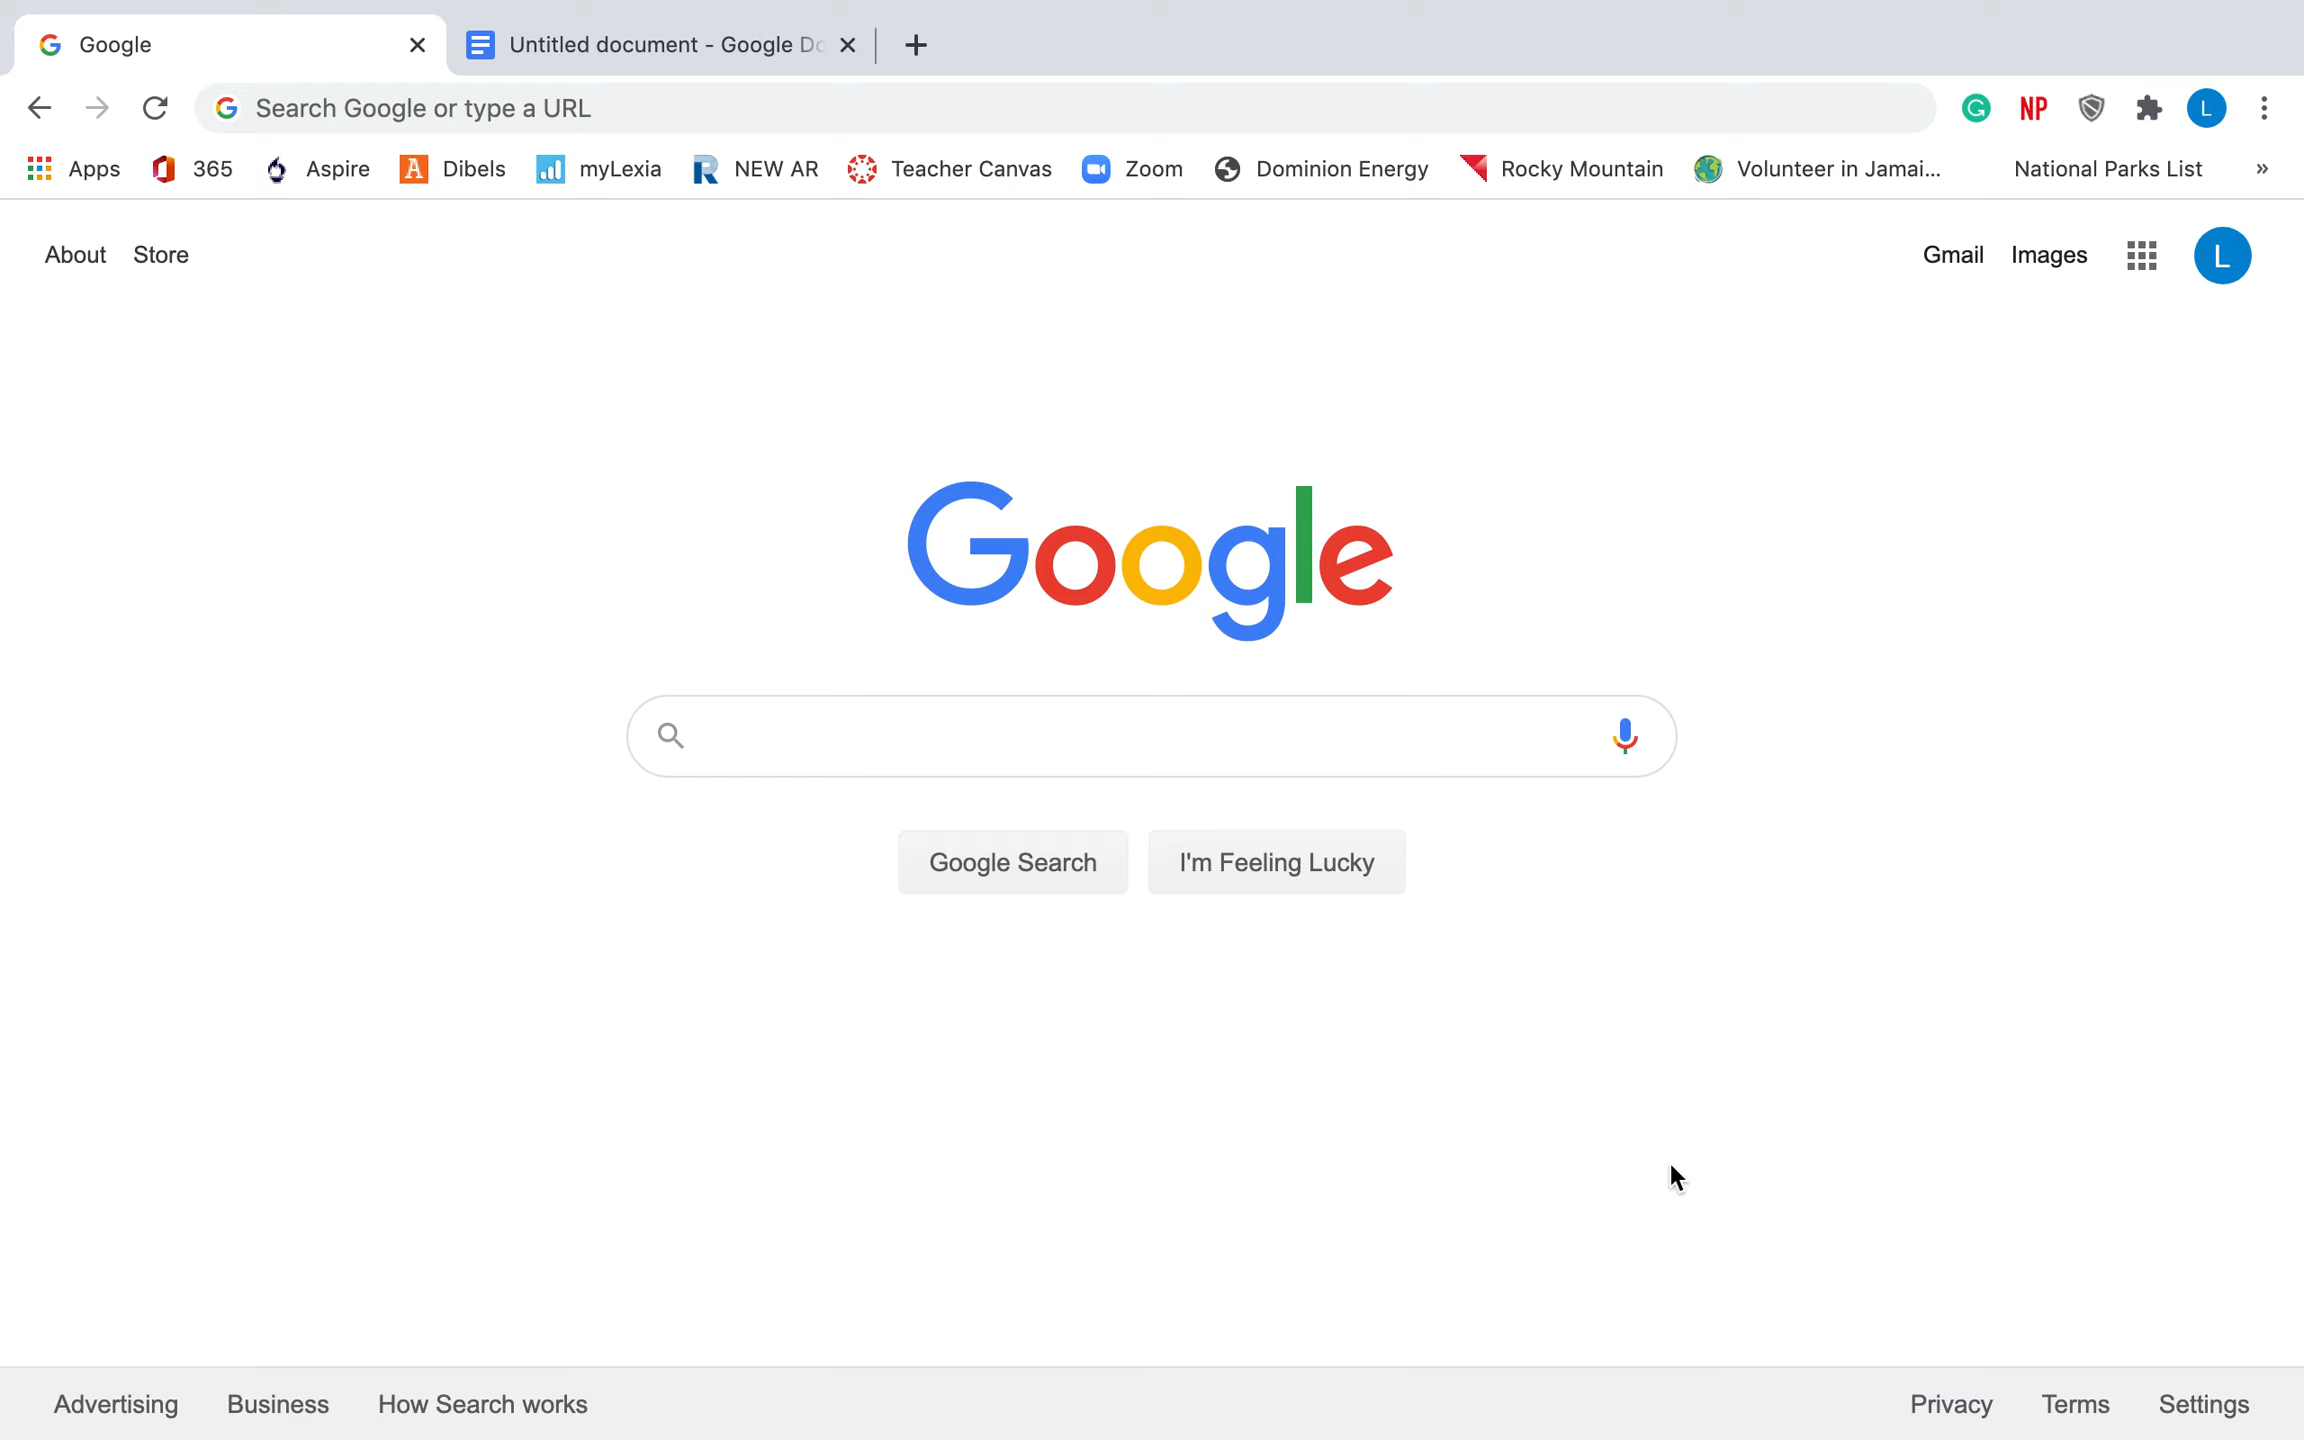 Google
Untitled document - Google Do
Search Google or type a URL
NP
L
Apps 365 Aspire Dibels myLexia NEW AR Teacher Canvas Zoom Dominion Energy Rocky Mountain Volunteer in Jamai... National Parks List »
About Store Gmail Images L
Google
Google Search I'm Feeling Lucky
Advertising Business How Search works Privacy Terms Settings